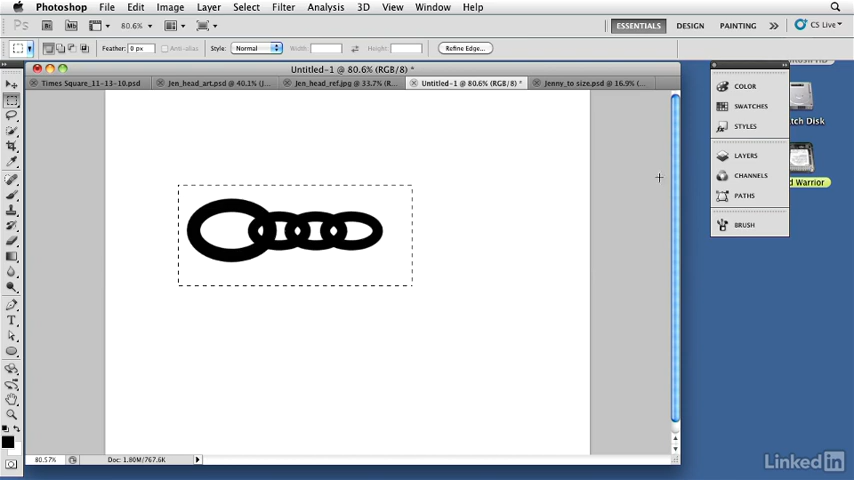 Photoshop File Edit Image Layer Select Filter Analysis 3D View Window Help
Ps Br Mb 80.6% ESSENTIALS DESIGN PAINTING CS Live
Feather: 0 px Anti-alias Style: Normal Width: Height: Refine Edge...
Untitled-1 @ 80.6% (RGB/8) *
Times Square_11-13-10.psd Jen_head_art.psd @ 40.1% (J... Jen_head_ref.jpg @ 33.7% (R... Untitled-1 @ 80.6% (RGB/8) * Jenny_to size.psd @ 16.9% (...
COLOR
SWATCHES
STYLES
LAYERS
CHANNELS
PATHS
BRUSH
tch Disk
d Warrior
80.57% Doc: 1.80M/767.6K
LinkedIn